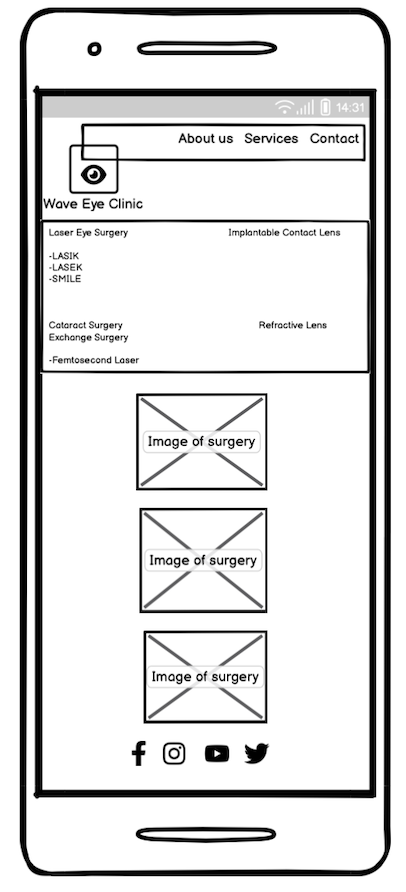 14:31
About us Services Contact
Wave Eye Clinic
Laser Eye Surgery Implantable Contact Lens
-LASIK
-LASEK
-SMILE
Cataract Surgery Refractive Lens
Exchange Surgery
-Femtosecond Laser
Image of surgery
Image of surgery
Image of surgery